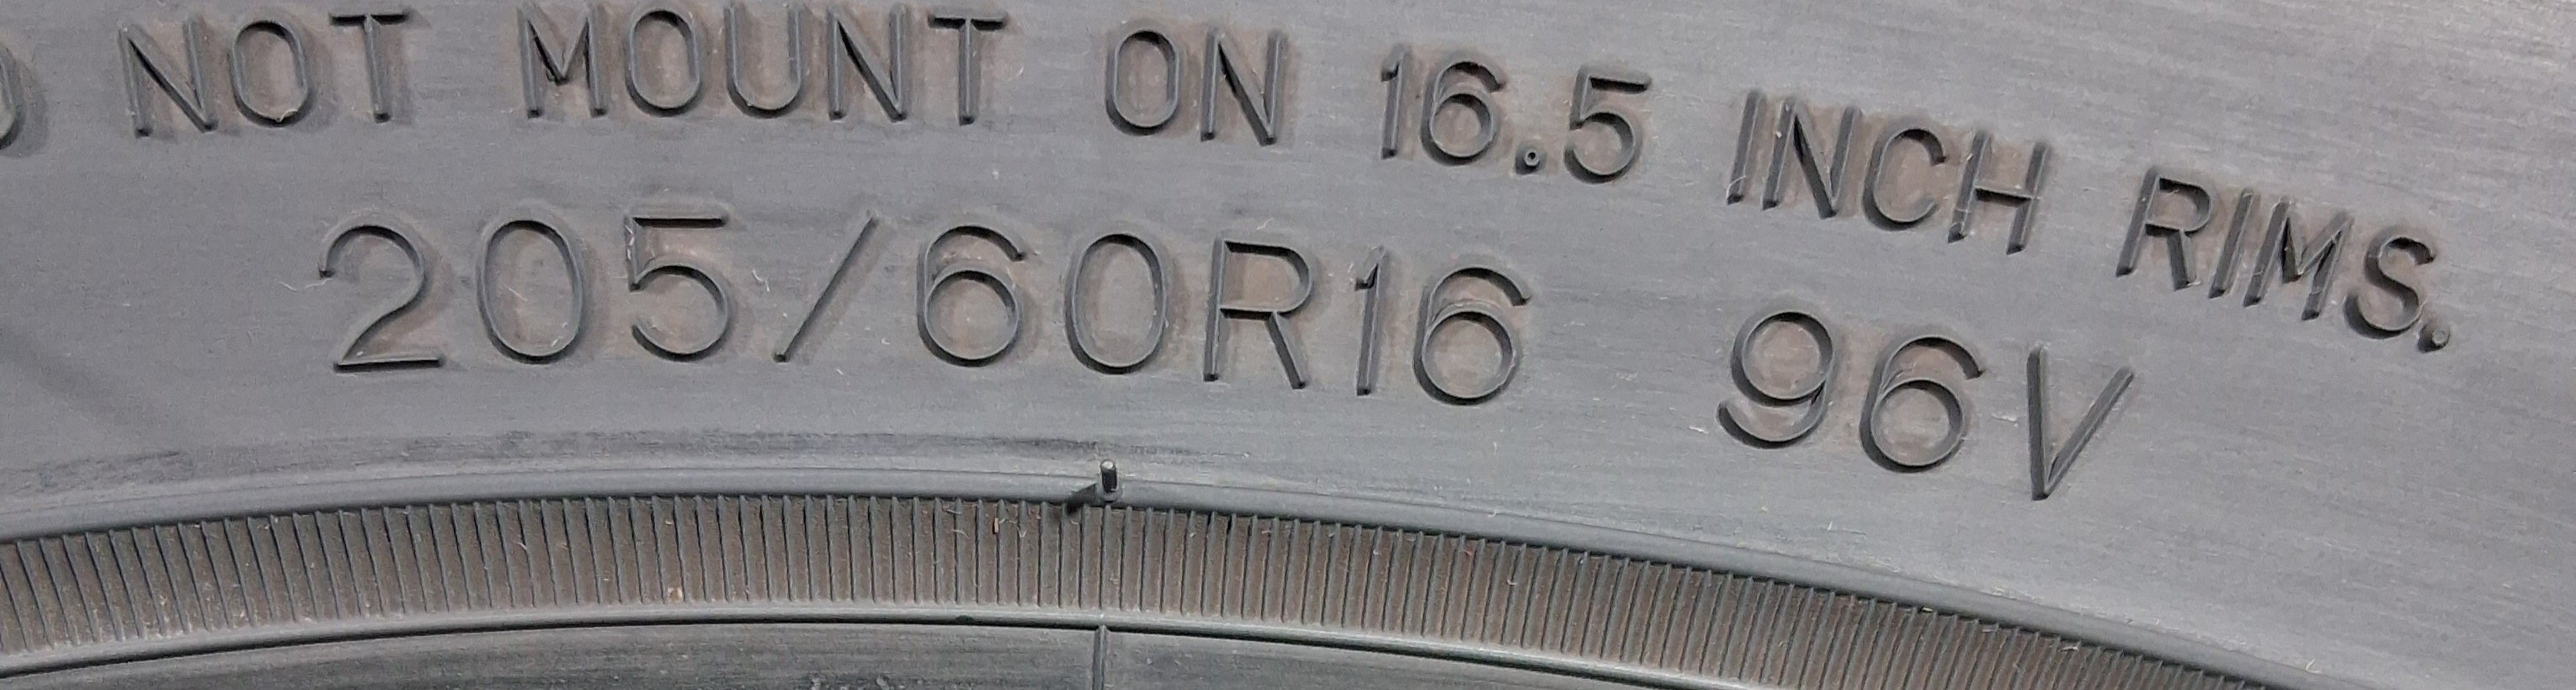 NOT MOUNT ON 16.5 INCH RIMS.
205/60R16 96V